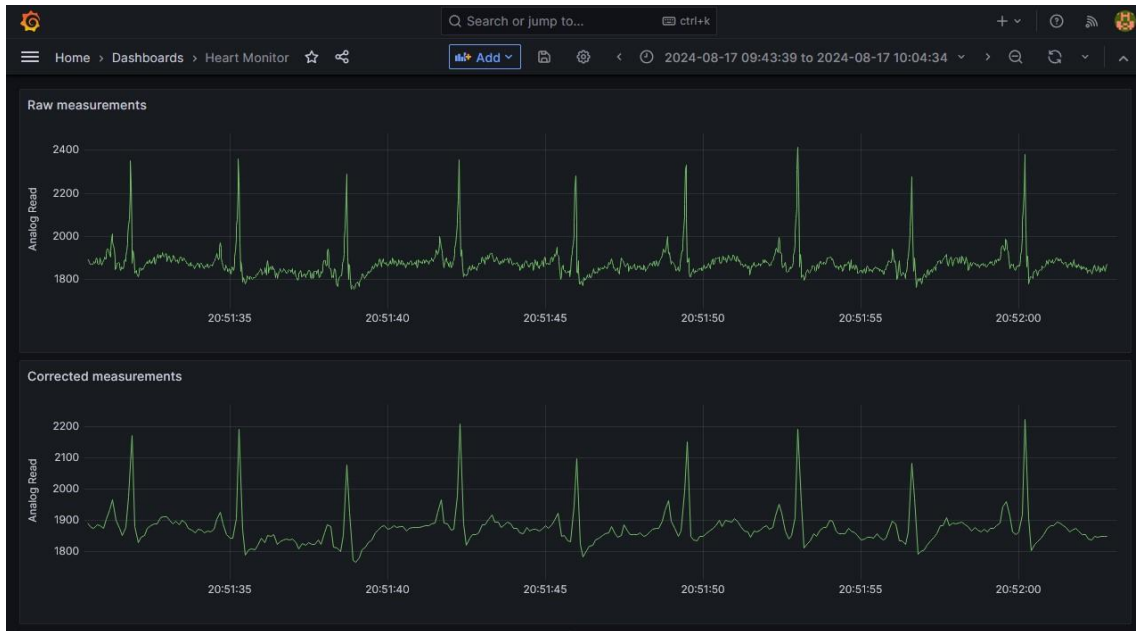 Search or jump to... ctrl+k
Home › Dashboards › Heart Monitor Add 2024-08-17 09:43:39 to 2024-08-17 10:04:34
Raw measurements
Analog Read
2400
2200
2000
1800
20:51:35 20:51:40 20:51:45 20:51:50 20:51:55 20:52:00
Corrected measurements
Analog Read
2200
2100
2000
1900
1800
20:51:35 20:51:40 20:51:45 20:51:50 20:51:55 20:52:00